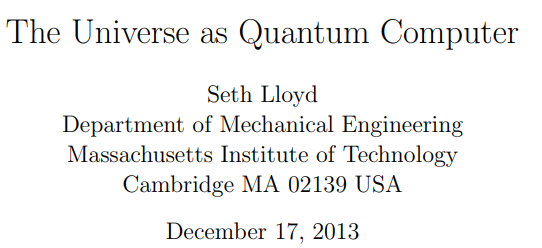 The Universe as Quantum Computer
Seth Lloyd
Department of Mechanical Engineering
Massachusetts Institute of Technology
Cambridge MA 02139 USA
December 17, 2013